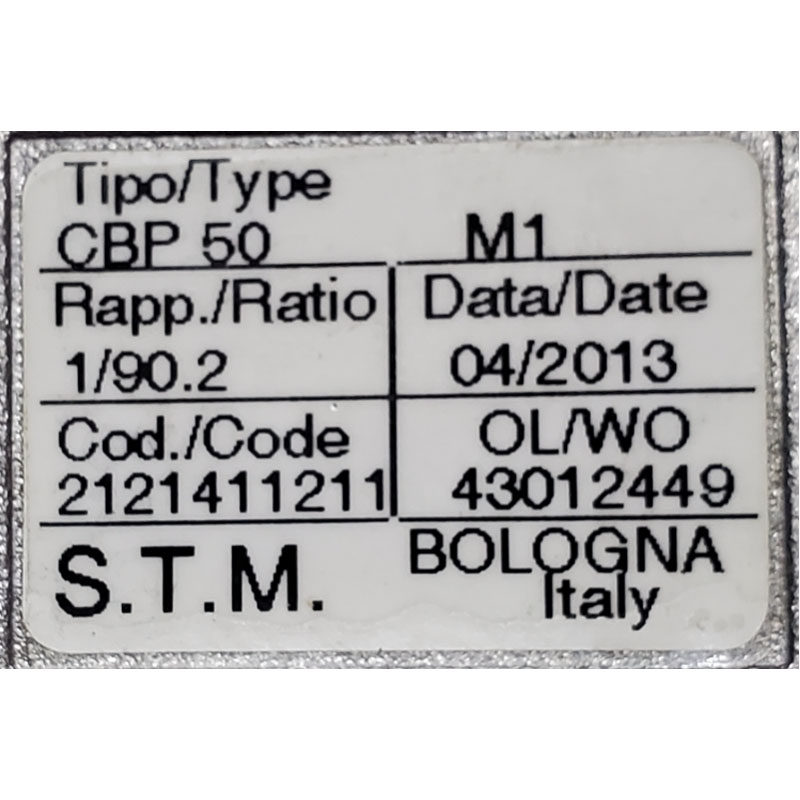 Tipo/Type
CBP 50 M1
Rapp./Ratio Data/Date
1/90.2 04/2013
Cod./Code OL/WO
2121411211 43012449
S.T.M. BOLOGNA
Italy